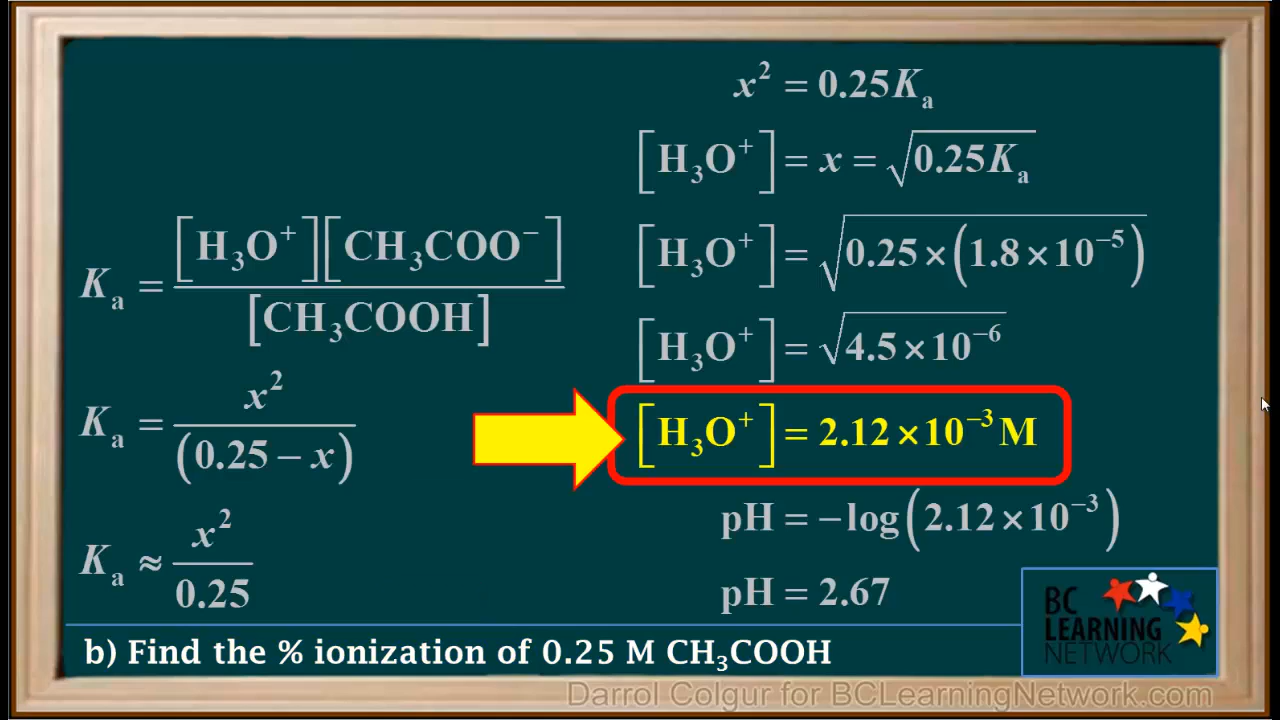 Kₐ = [H₃O⁺][CH₃COO⁻] / [CH₃COOH]
Kₐ = x² / (0.25 − x)
Kₐ ≈ x² / 0.25
x² = 0.25Kₐ
[H₃O⁺] = x = √(0.25Kₐ)
[H₃O⁺] = √(0.25 × (1.8 × 10⁻⁵))
[H₃O⁺] = √(4.5 × 10⁻⁶)
[H₃O⁺] = 2.12 × 10⁻³ M
pH = −log(2.12 × 10⁻³)
pH = 2.67
b) Find the % ionization of 0.25 M CH₃COOH
BC
LEARNING
NETWORK
Darrol Colgur for BCLearningNetwork.com